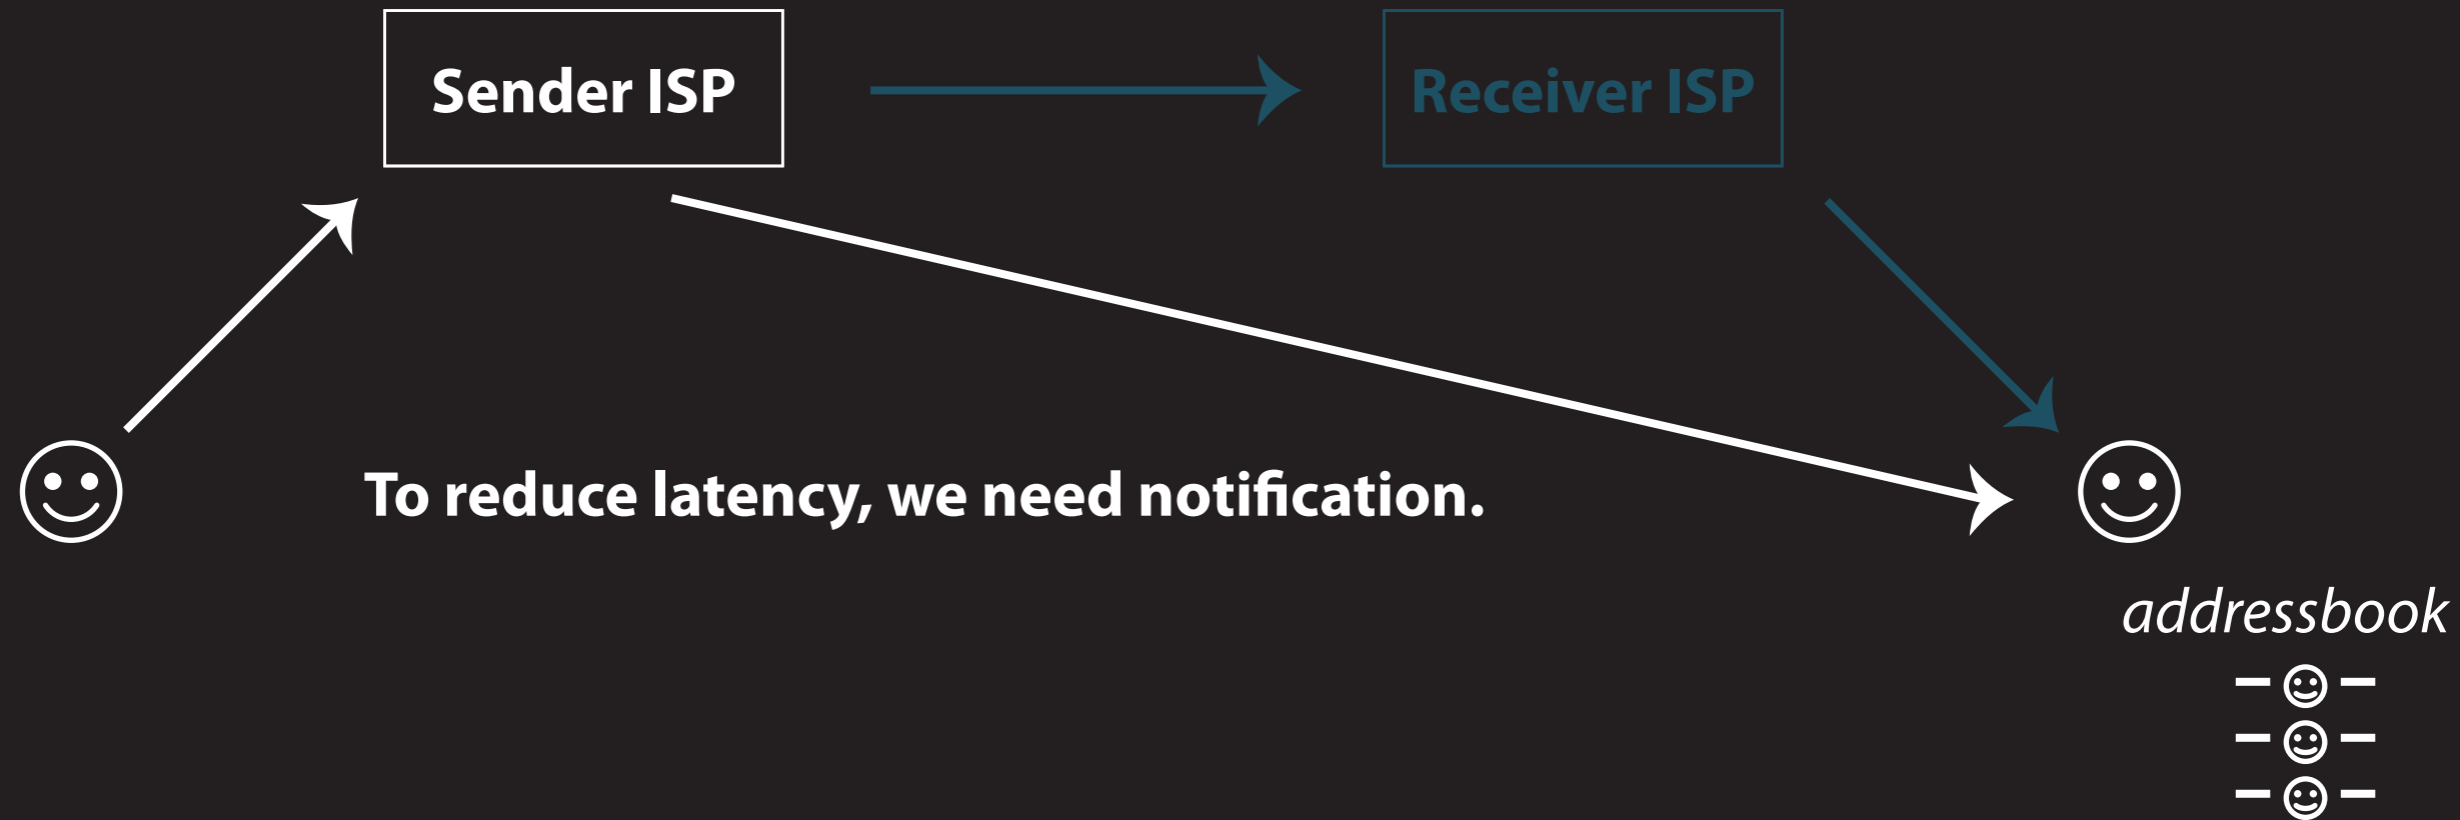 Sender ISP
Receiver ISP
To reduce latency, we need notification.
addressbook